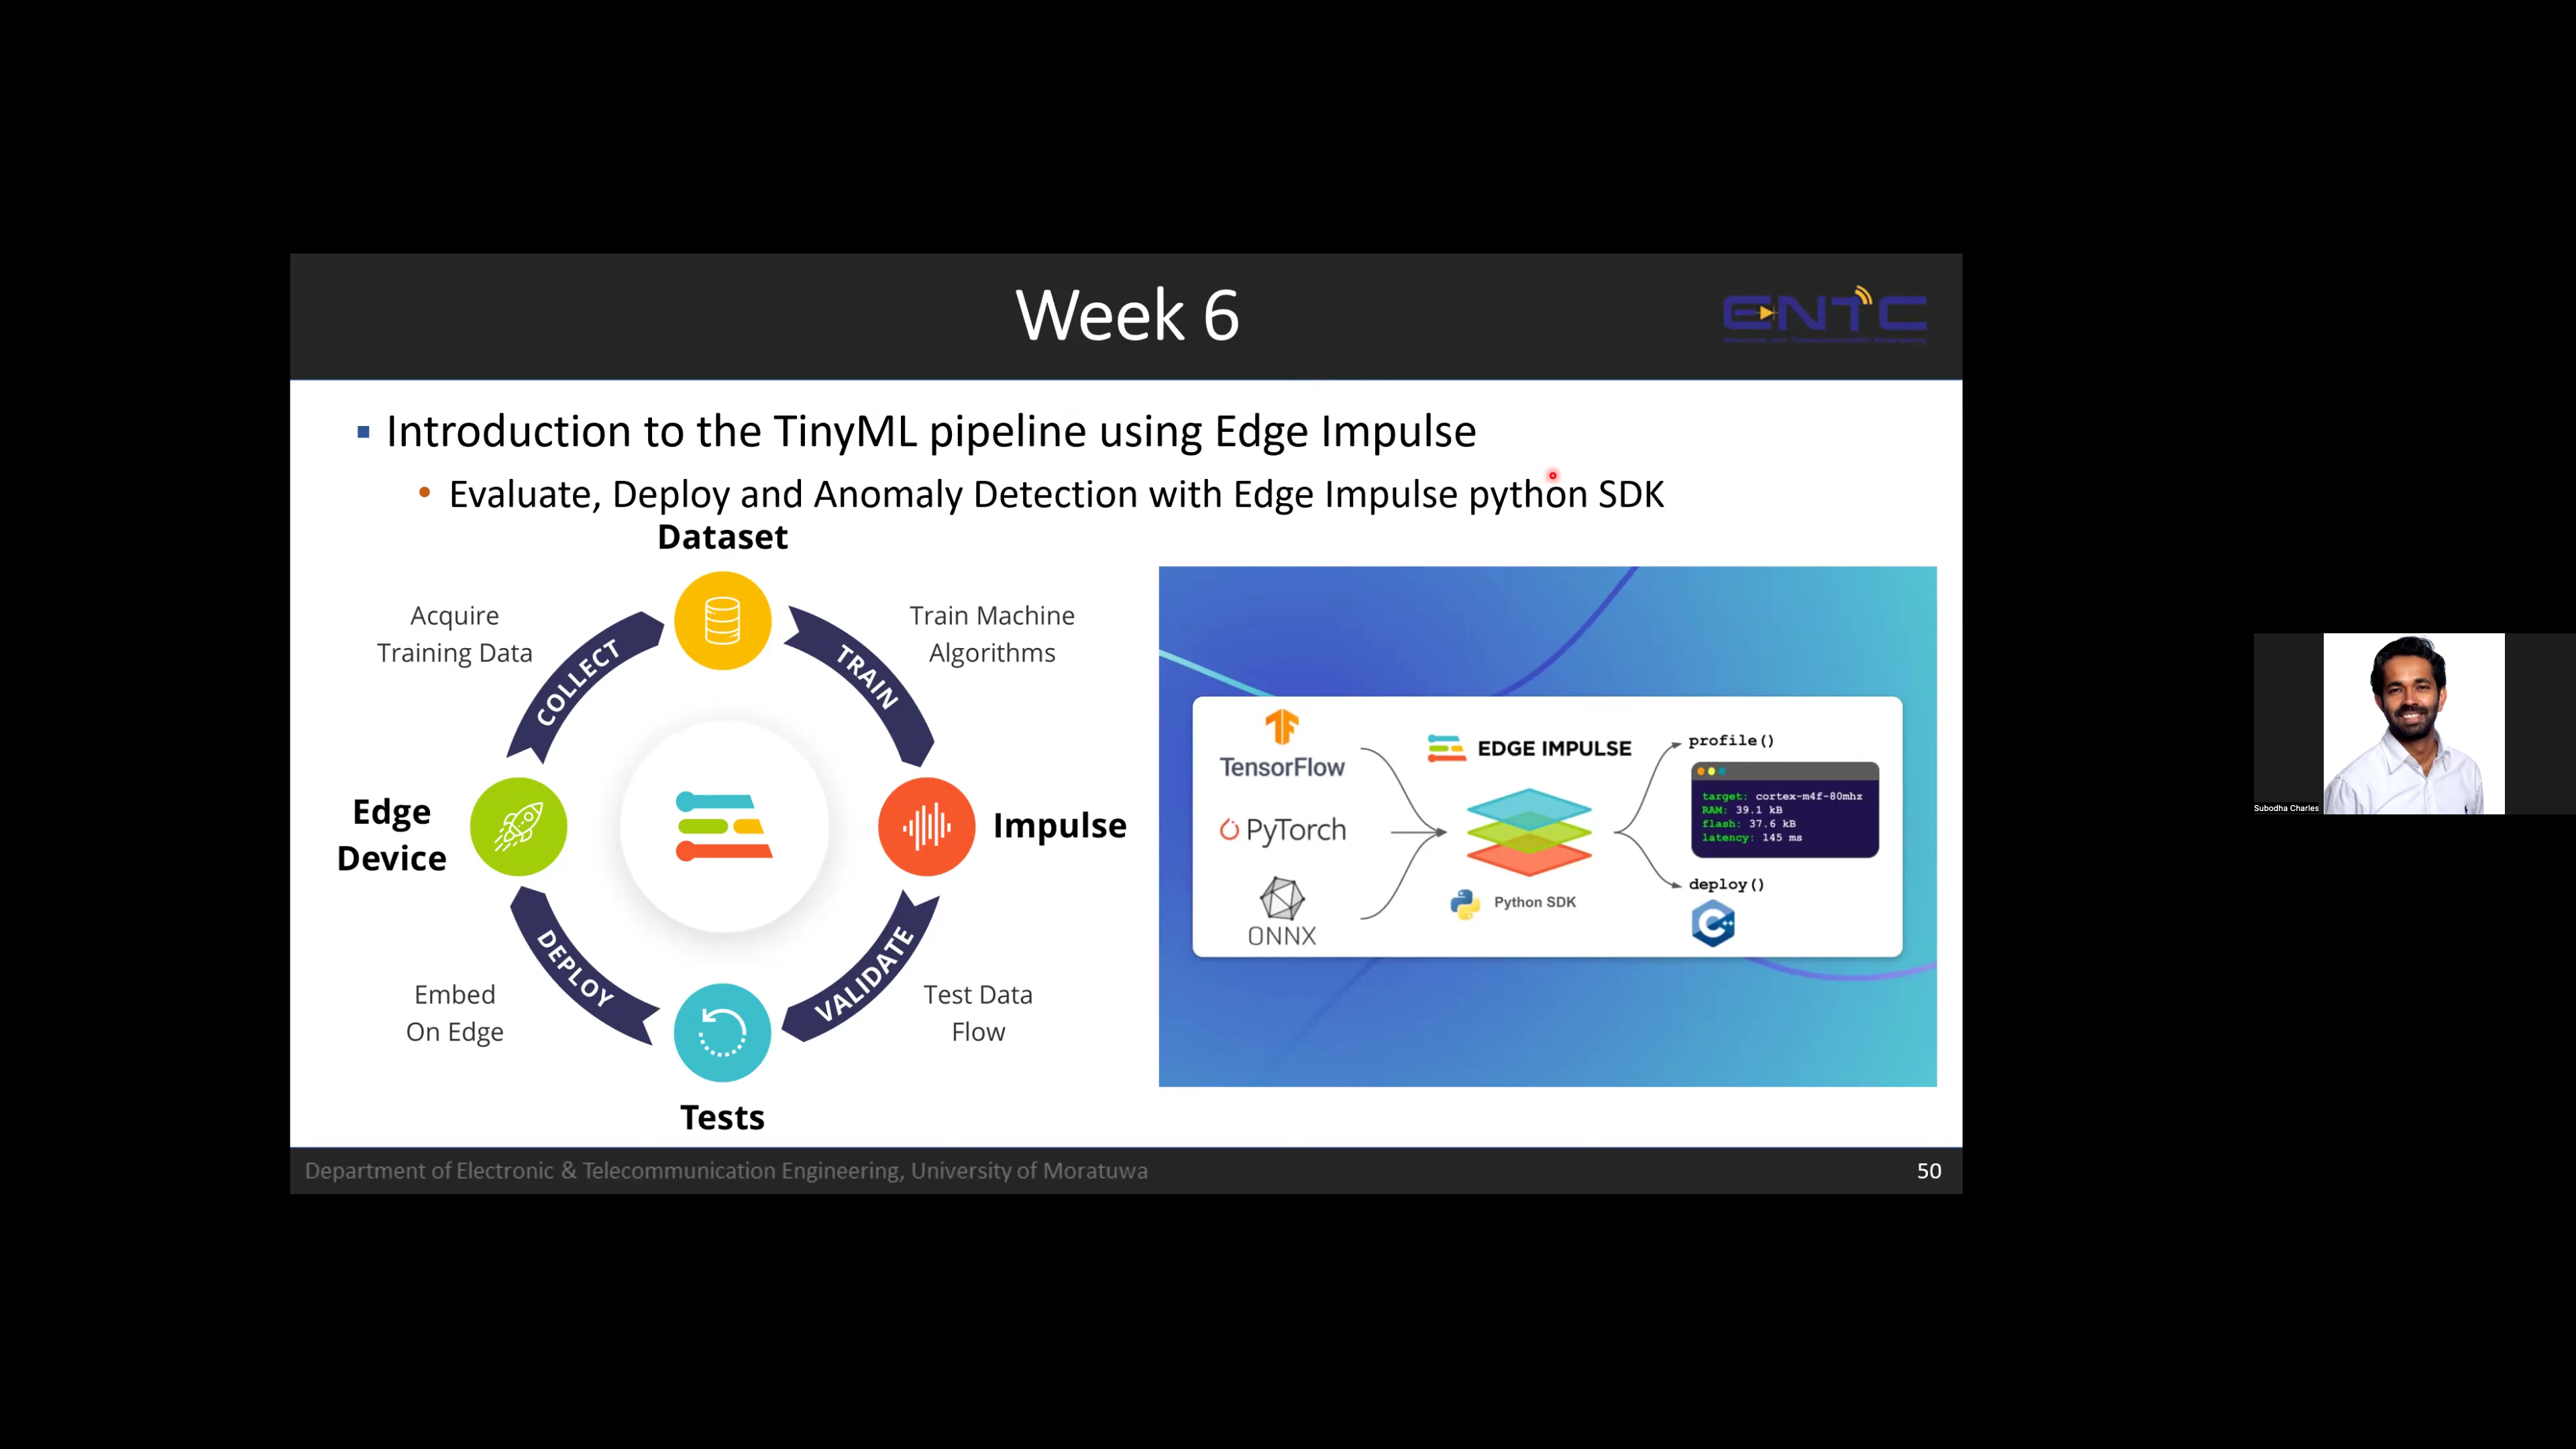 Week 6
ENTC
Introduction to the TinyML pipeline using Edge Impulse
Evaluate, Deploy and Anomaly Detection with Edge Impulse python SDK
Dataset
Acquire
Training Data
COLLECT
TRAIN
Train Machine
Algorithms
Edge
Device
Impulse
DEPLOY
VALIDATE
Embed
On Edge
Test Data
Flow
Tests
TensorFlow
PyTorch
ONNX
EDGE IMPULSE
Python SDK
profile()
target: cortex-m4f-80mhz
RAM: 39.1 kB
flash: 37.6 kB
latency: 145 ms
deploy()
C++
Subodha Charles
Department of Electronic & Telecommunication Engineering, University of Moratuwa
50